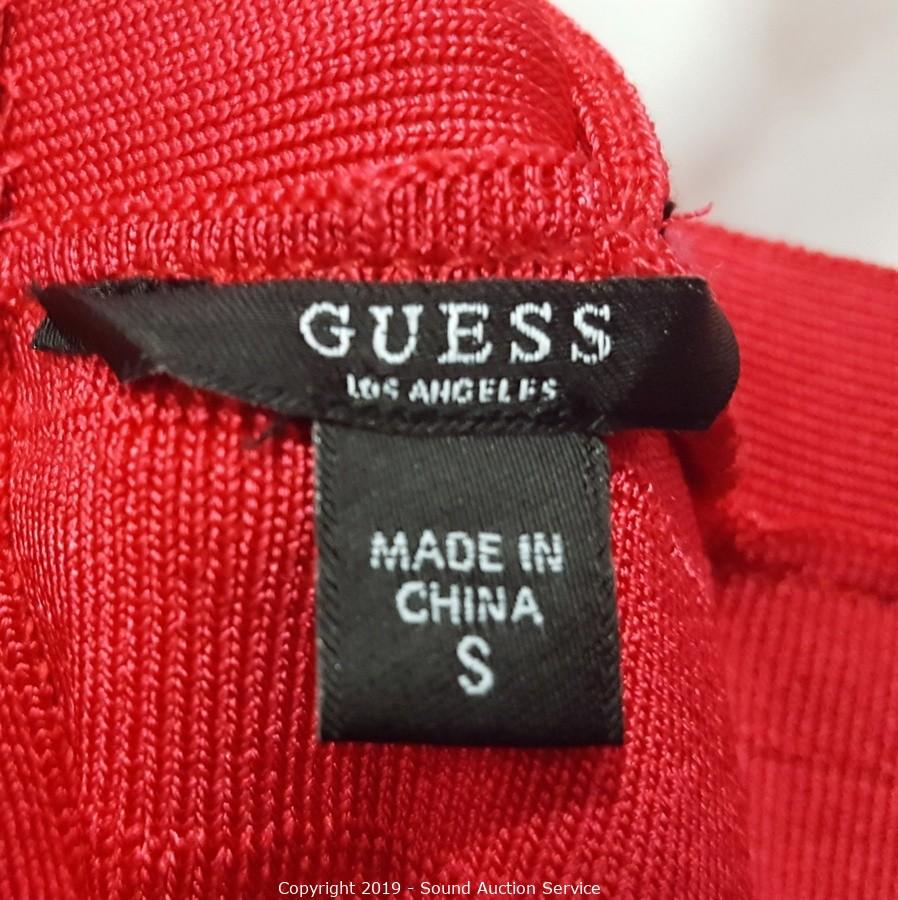 GUESS
LOS ANGELES
MADE IN
CHINA
S
Copyright 2019 - Sound Auction Service